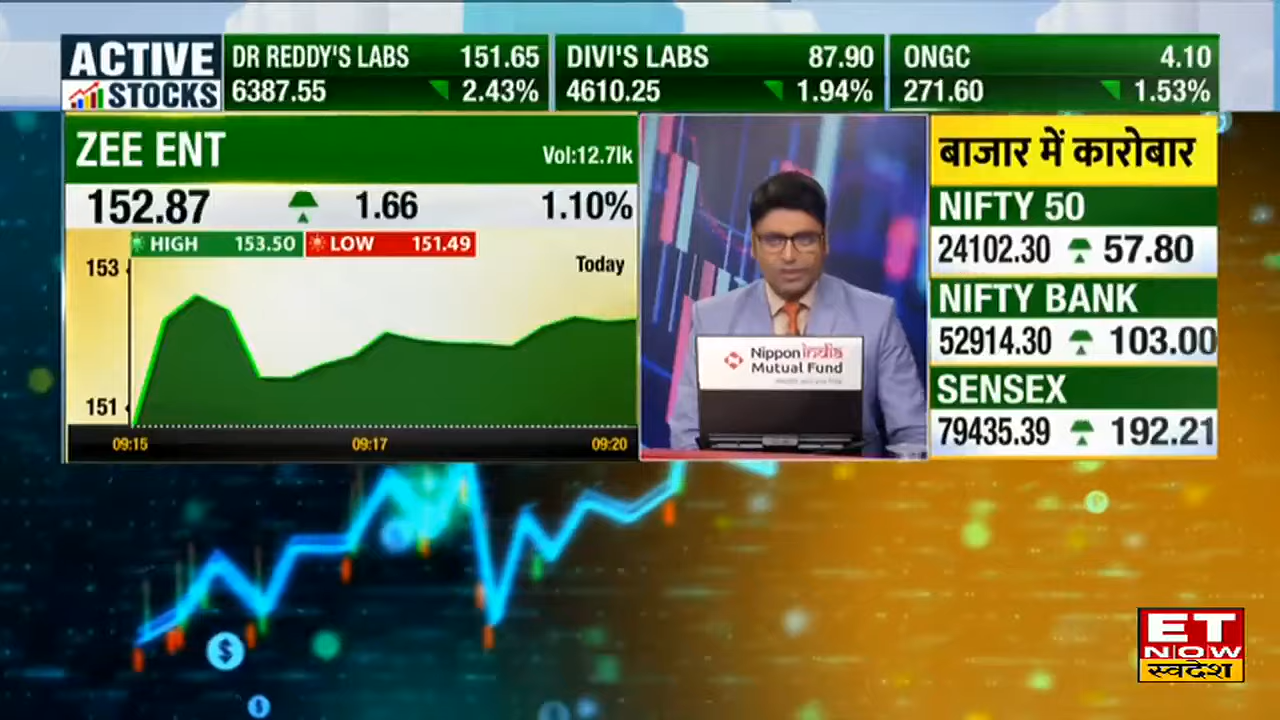 ACTIVE
STOCKS
DR REDDY'S LABS 151.65
6387.55 2.43%
DIVI'S LABS 87.90
4610.25 1.94%
ONGC 4.10
271.60 1.53%
ZEE ENT
Vol:12.7lk
152.87 1.66 1.10%
HIGH 153.50 LOW 151.49
Today
153
151
09:15 09:17 09:20
Nippon india
Mutual Fund
बाजार में कारोबार
NIFTY 50
24102.30 57.80
NIFTY BANK
52914.30 103.00
SENSEX
79435.39 192.21
$
ET
NOW
स्वदेश